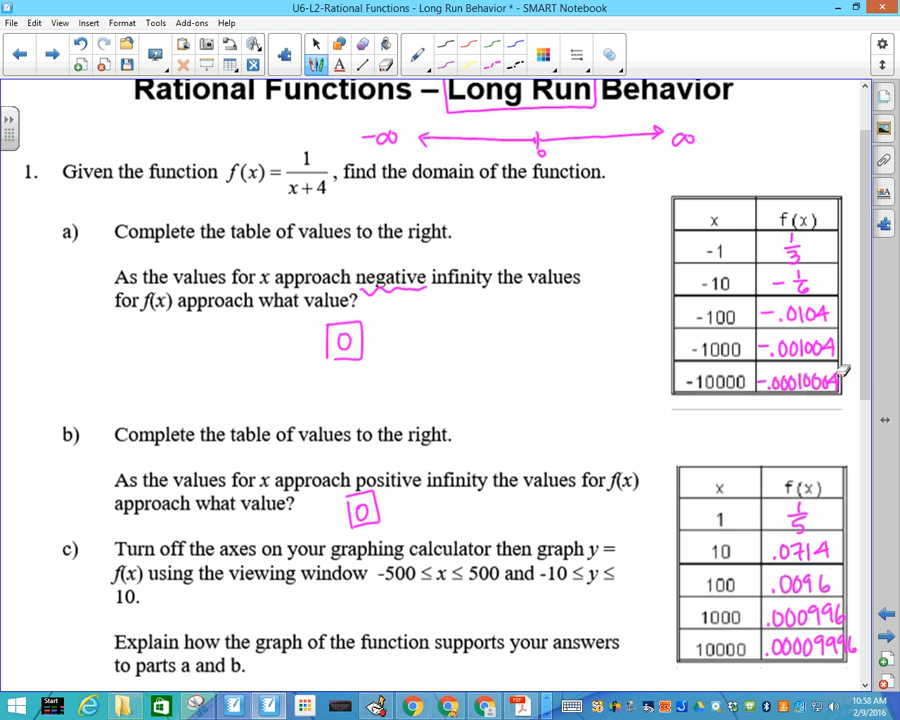 U6-L2-Rational Functions - Long Run Behavior * - SMART Notebook
File Edit View Insert Format Tools Add-ons Help
Rational Functions – Long Run Behavior
-∞ 0 ∞
1. Given the function f(x) = 1/(x+4), find the domain of the function.
a) Complete the table of values to the right.
As the values for x approach negative infinity the values
for f(x) approach what value?
0
x f(x)
-1 1/3
-10 -1/6
-100 -.0104
-1000 -.001004
-10000 -.00010004
b) Complete the table of values to the right.
As the values for x approach positive infinity the values for f(x)
approach what value?
0
x f(x)
1 1/5
10 .0714
100 .0096
1000 .000996
10000 .00009996
c) Turn off the axes on your graphing calculator then graph y =
f(x) using the viewing window -500 ≤ x ≤ 500 and -10 ≤ y ≤
10.
Explain how the graph of the function supports your answers
to parts a and b.
Start
10:58 AM
2/9/2016